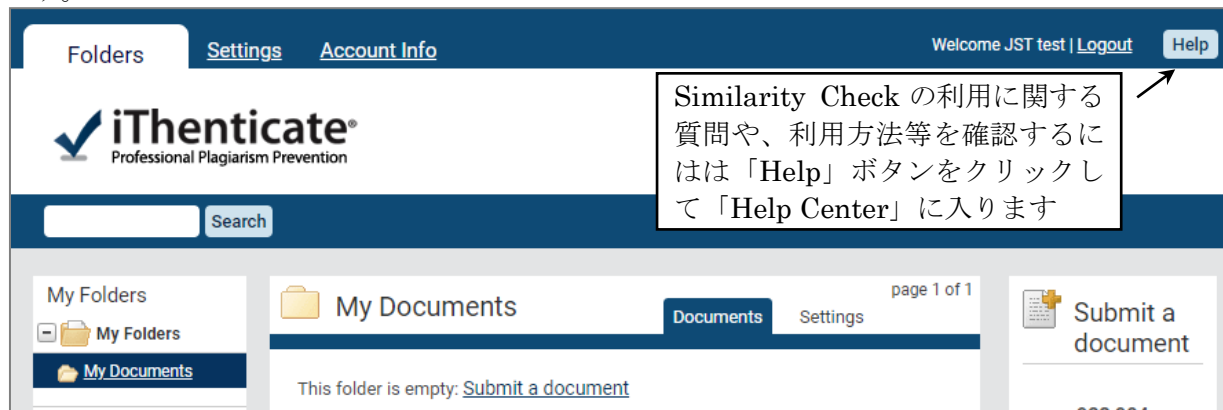 Folders Settings Account Info Welcome JST test | Logout Help
iThenticate®
Professional Plagiarism Prevention
Similarity Check の利用に関する
質問や、利用方法等を確認するに
はは「Help」ボタンをクリックし
て「Help Center」に入ります
Search
My Folders
My Folders
My Documents
My Documents
page 1 of 1
Documents Settings
This folder is empty: Submit a document
Submit a
document